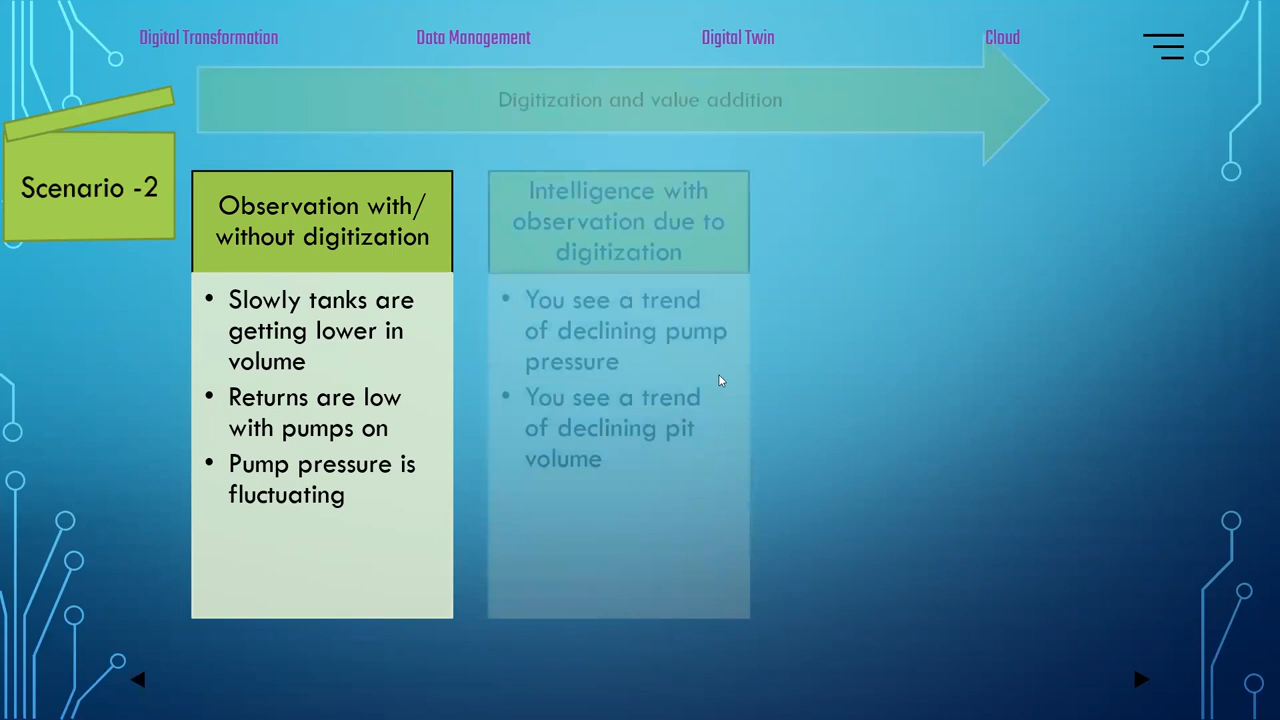 Digital Transformation
Data Management
Digital Twin
Cloud
Digitization and value addition
Scenario -2
Observation with/
without digitization
• Slowly tanks are
getting lower in
volume
• Returns are low
with pumps on
• Pump pressure is
fluctuating
Intelligence with
observation due to
digitization
• You see a trend
of declining pump
pressure
• You see a trend
of declining pit
volume